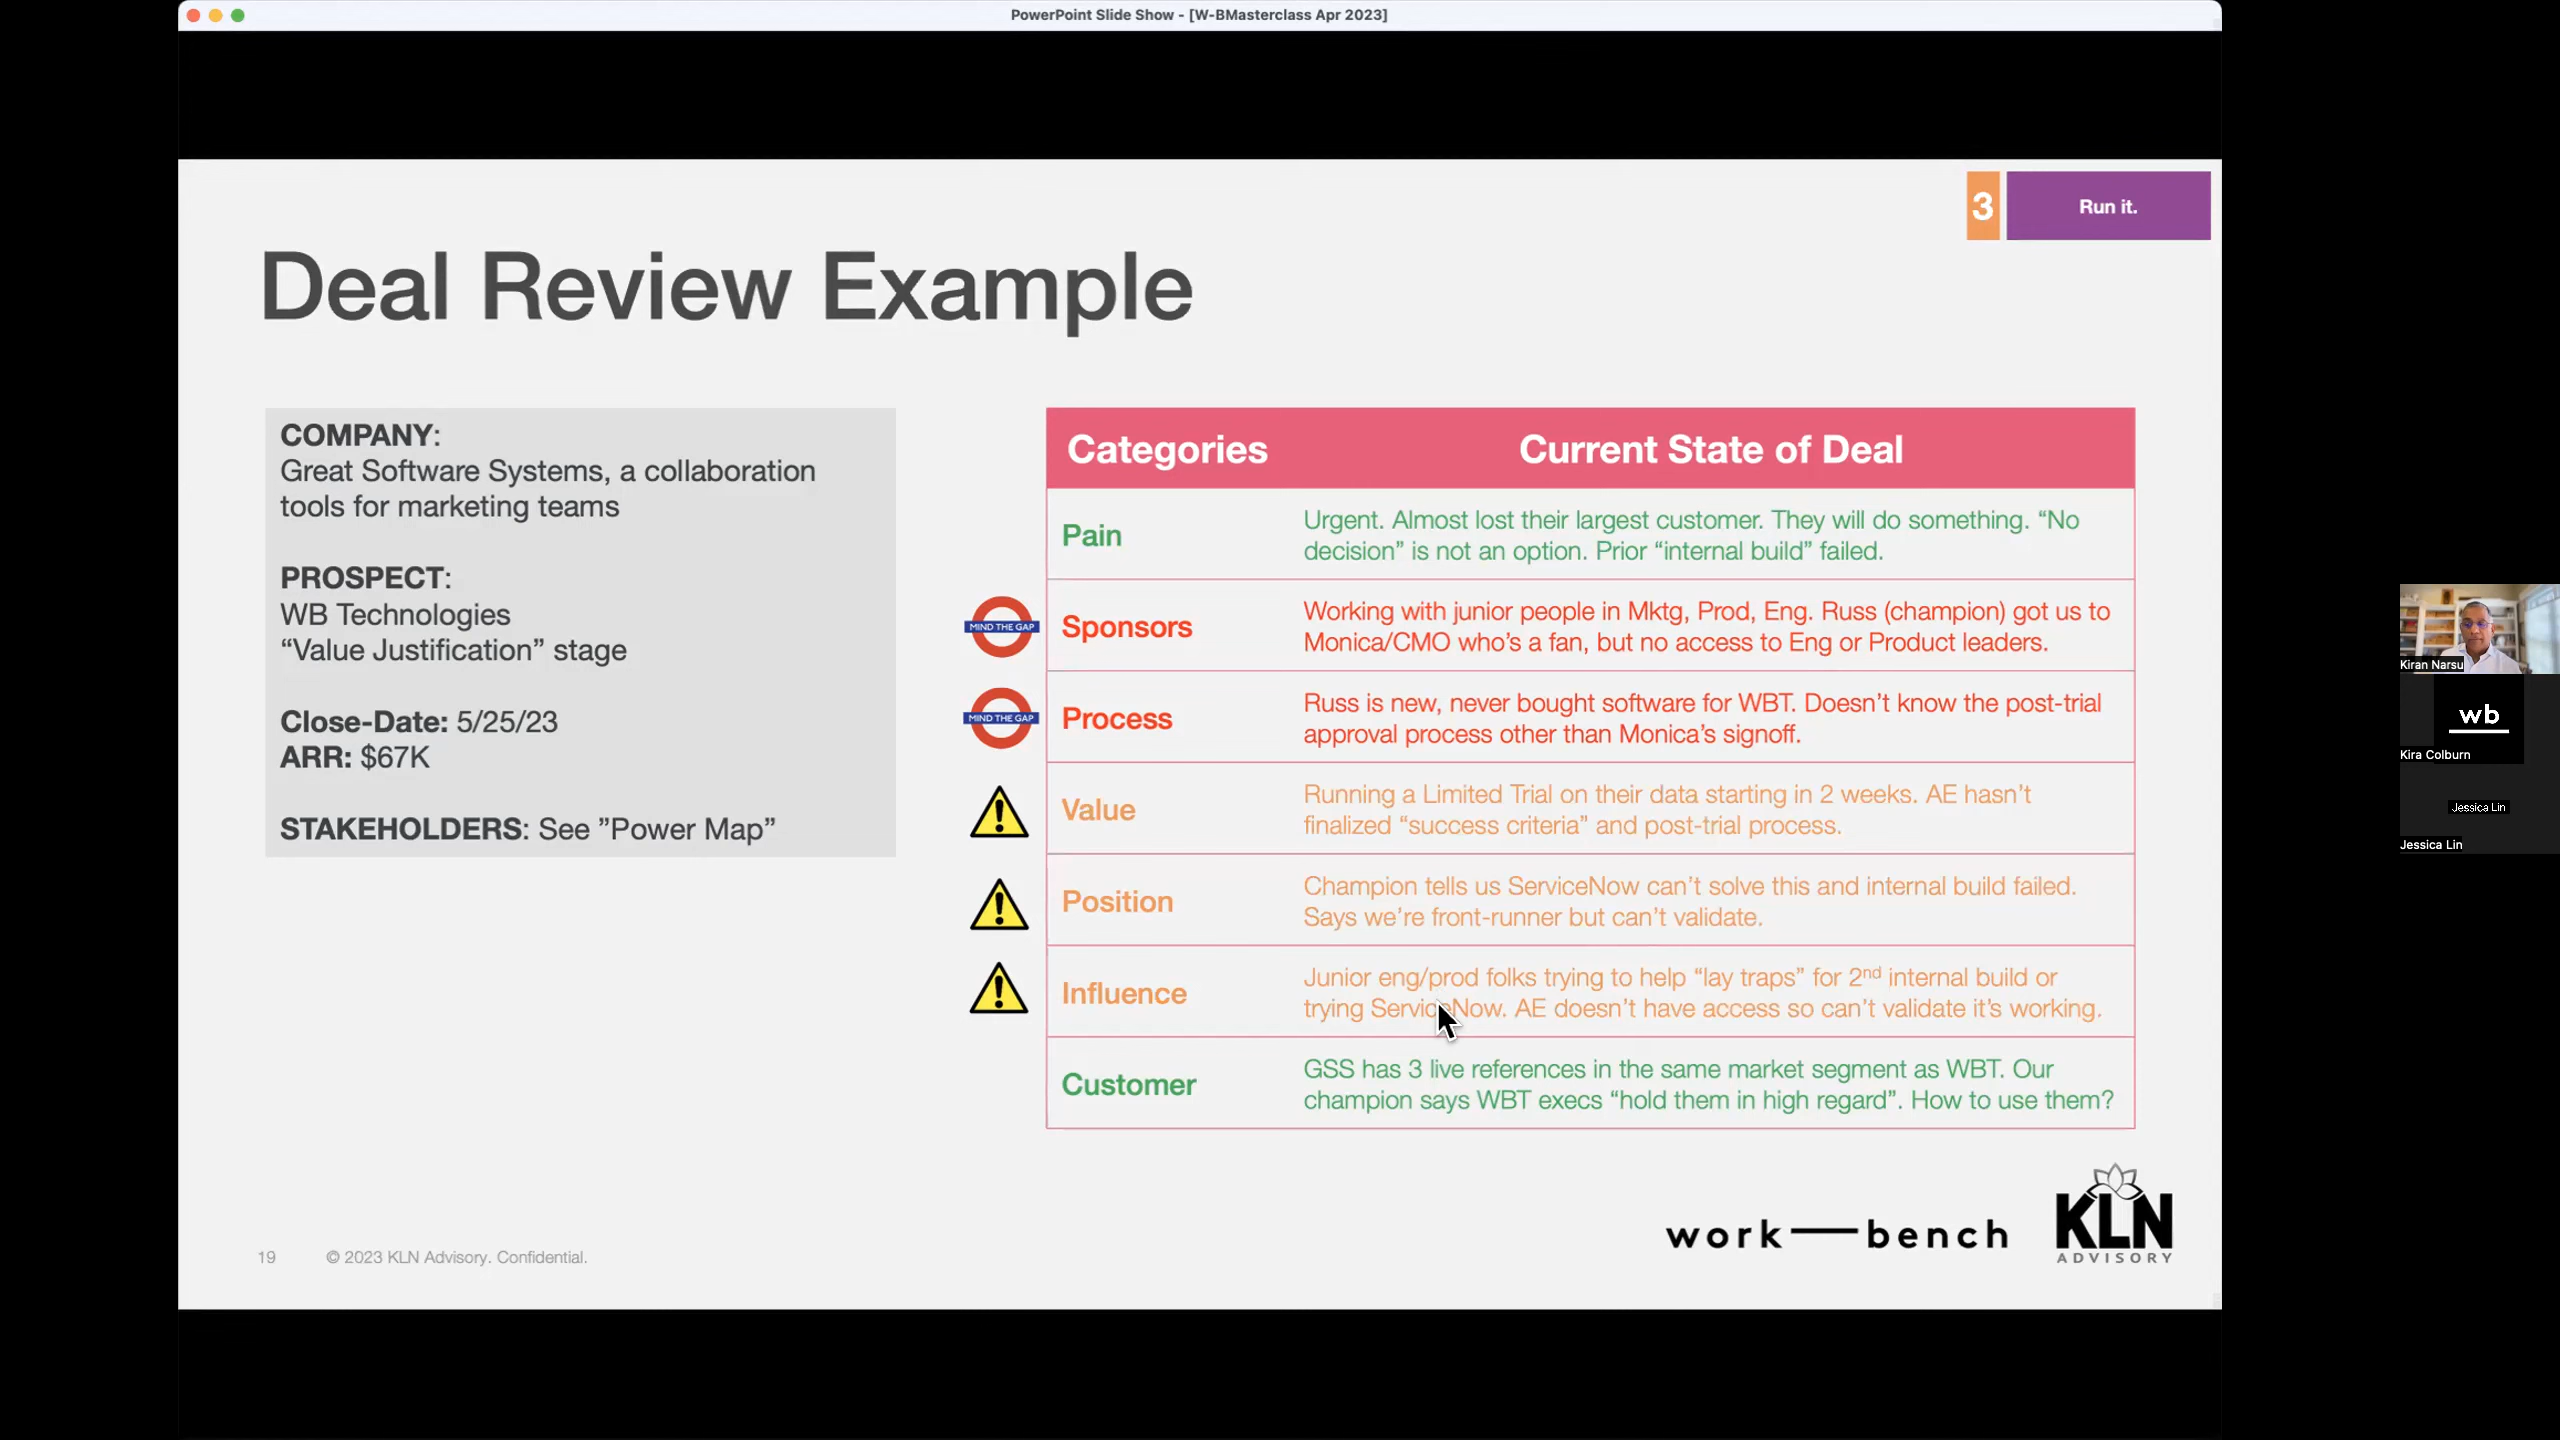 PowerPoint Slide Show - [W-BMasterclass Apr 2023]
3
Run it.
Deal Review Example
COMPANY:
Great Software Systems, a collaboration
tools for marketing teams
PROSPECT:
WB Technologies
“Value Justification” stage
Close-Date: 5/25/23
ARR: $67K
STAKEHOLDERS: See ”Power Map”
Categories Current State of Deal
Pain
Urgent. Almost lost their largest customer. They will do something. “No
decision” is not an option. Prior “internal build” failed.
MIND THE GAP
Sponsors
Working with junior people in Mktg, Prod, Eng. Russ (champion) got us to
Monica/CMO who’s a fan, but no access to Eng or Product leaders.
MIND THE GAP
Process
Russ is new, never bought software for WBT. Doesn’t know the post-trial
approval process other than Monica’s signoff.
Value
Running a Limited Trial on their data starting in 2 weeks. AE hasn’t
finalized “success criteria” and post-trial process.
Position
Champion tells us ServiceNow can’t solve this and internal build failed.
Says we’re front-runner but can’t validate.
Influence
Junior eng/prod folks trying to help “lay traps” for 2nd internal build or
trying ServiceNow. AE doesn’t have access so can’t validate it’s working.
Customer
GSS has 3 live references in the same market segment as WBT. Our
champion says WBT execs “hold them in high regard”. How to use them?
19
© 2023 KLN Advisory. Confidential.
work—bench
KLN
ADVISORY
Kiran Narsu
wb
Kira Colburn
Jessica Lin
Jessica Lin